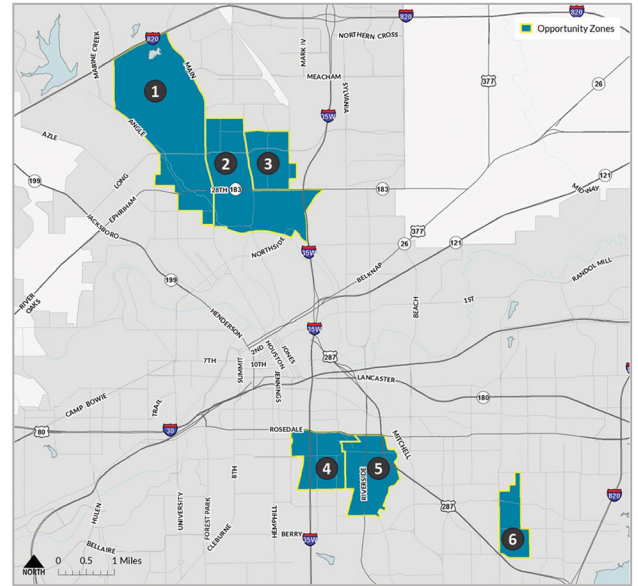 820
820
820
Opportunity Zones
NORTHERN CROSS
MARK IV
MARINE CREEK
MAIN
MEACHAM
SYLVANIA
377
26
1
35W
ANGLE
AZLE
2
3
199
LONG
28TH 183
183
121
MIDWAY
EPHRIHAM
JACKSBORO
377
26
121
NORTHSIDE
35W
BELKNAP
RANDOL MILL
199
RIVER
OAKS
BEACH
1ST
HENDERSON
35W
2ND
HOUSTON
JONES
287
7TH
SUMMIT
10TH
JENNINGS
LANCASTER
180
CAMP BOWIE
TRAIL
80
30
ROSEDALE
MITCHELL
4
5
8TH
RIVERSIDE
820
287
HULEN
UNIVERSITY
FOREST PARK
CLEBURNE
HEMPHILL
BERRY
35W
6
BELLAIRE
NORTH
0 0.5 1 Miles